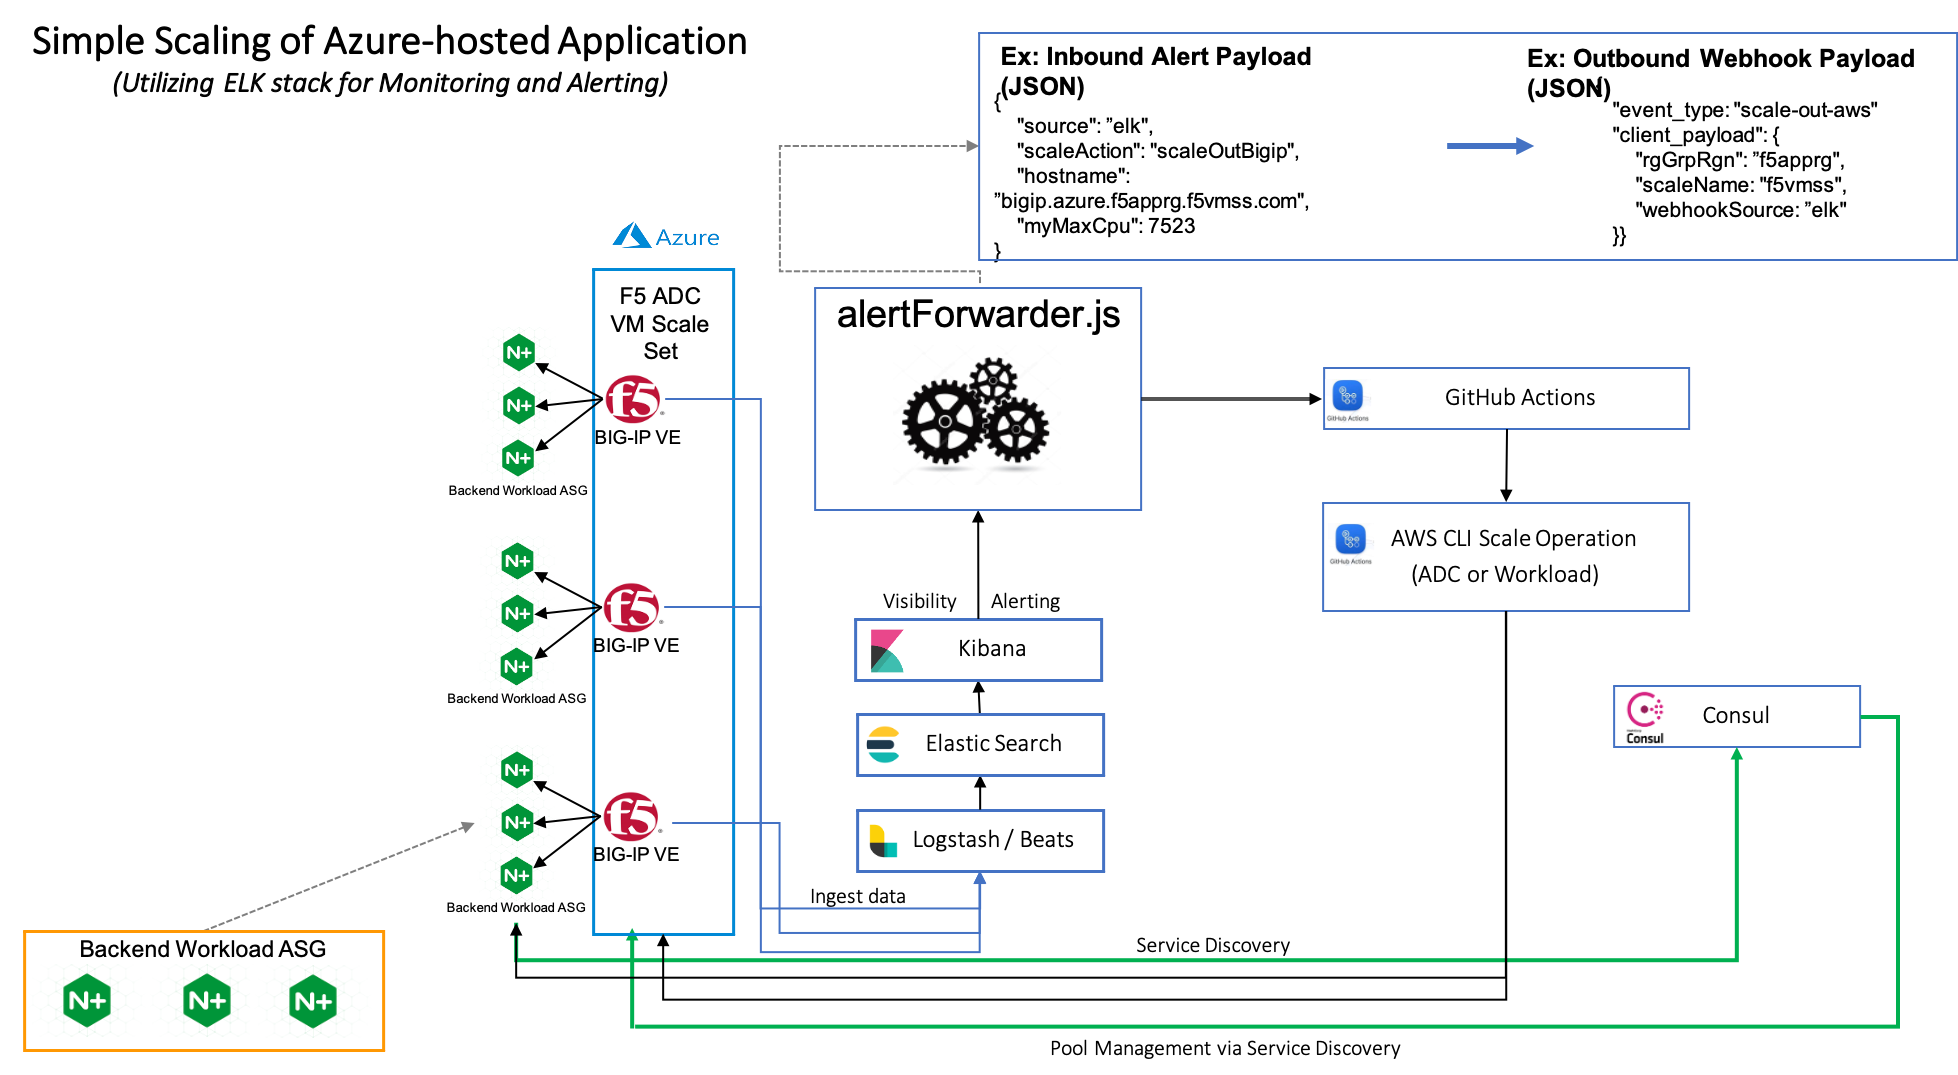 Simple Scaling of Azure-hosted Application
(Utilizing ELK stack for Monitoring and Alerting)
Ex: Inbound Alert Payload
(JSON)
{
"source": ”elk",
"scaleAction": "scaleOutBigip",
"hostname":
”bigip.azure.f5apprg.f5vmss.com",
"myMaxCpu": 7523
}
Ex: Outbound Webhook Payload
(JSON)
{
"event_type: "scale-out-aws"
"client_payload": {
"rgGrpRgn": ”f5apprg",
"scaleName: "f5vmss",
"webhookSource: ”elk"
}}
Azure
F5 ADC
VM Scale
Set
N+
N+
N+
f5
BIG-IP VE
Backend Workload ASG
N+
N+
N+
f5
BIG-IP VE
Backend Workload ASG
N+
N+
N+
f5
BIG-IP VE
Backend Workload ASG
Backend Workload ASG
N+ N+ N+
alertForwarder.js
Visibility
Alerting
Kibana
Elastic Search
Logstash / Beats
Ingest data
GitHub Actions
GitHub Actions
AWS CLI Scale Operation
(ADC or Workload)
GitHub Actions
Consul
Consul
Service Discovery
Pool Management via Service Discovery